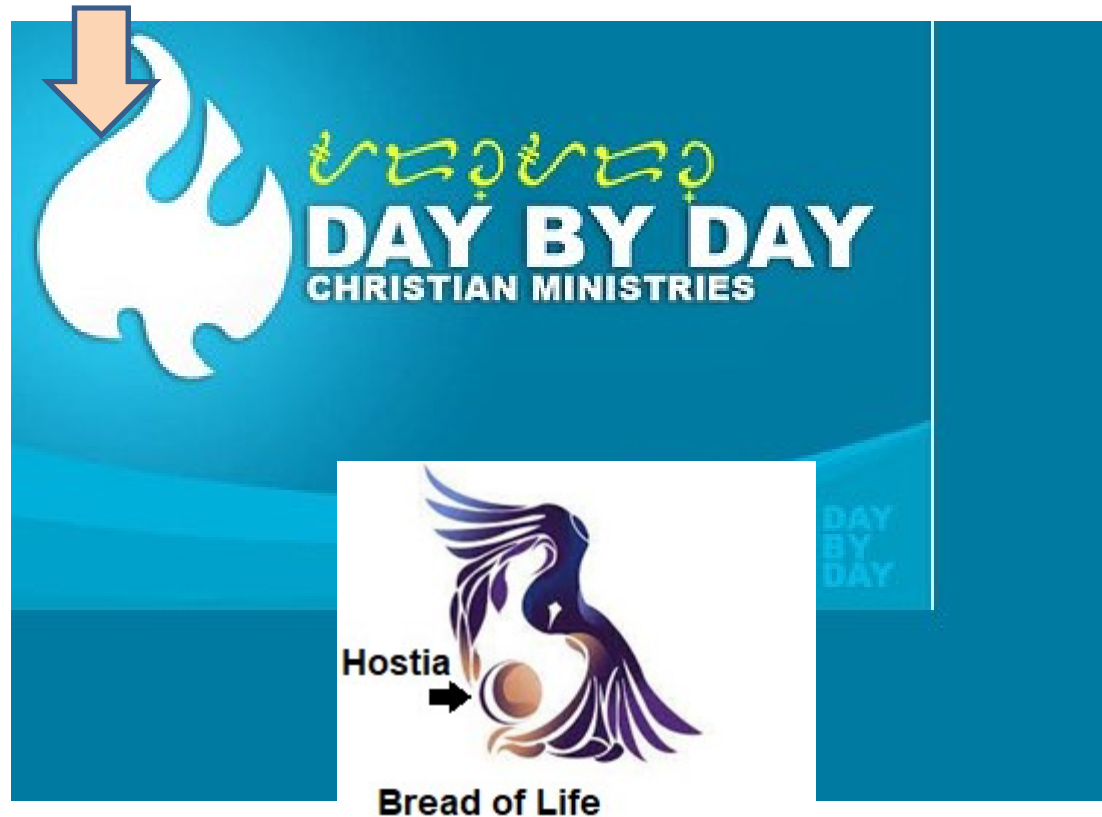 ᜀᜇᜏ᜔ᜀᜇᜏ᜔
DAY BY DAY
CHRISTIAN MINISTRIES
DAY
BY
DAY
Hostia
Bread of Life